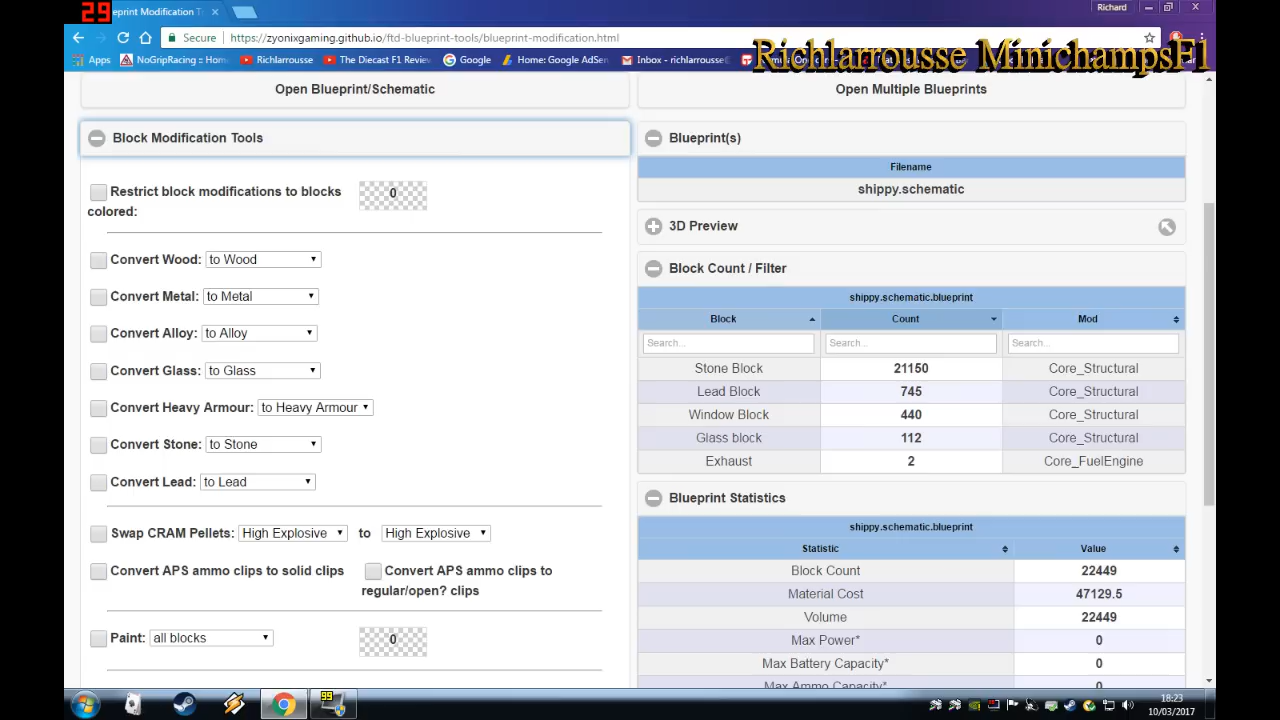 29
eprint Modification T
Richard
Secure
https://zyonixgaming.github.io/ftd-blueprint-tools/blueprint-modification.html
Richlarrousse MinichampsF1
Apps
NoGripRacing :: Hom
Richlarrousse
The Diecast F1 Revie
Google
Home: Google AdSen
Inbox - richlarrousse
Open Blueprint/Schematic
Open Multiple Blueprints
Block Modification Tools
Restrict block modifications to blocks
colored:
0
Convert Wood: to Wood
Convert Metal: to Metal
Convert Alloy: to Alloy
Convert Glass: to Glass
Convert Heavy Armour: to Heavy Armour
Convert Stone: to Stone
Convert Lead: to Lead
Swap CRAM Pellets: High Explosive to High Explosive
Convert APS ammo clips to solid clips
Convert APS ammo clips to
regular/open? clips
Paint: all blocks
0
Blueprint(s)
Filename
shippy.schematic
3D Preview
Block Count / Filter
shippy.schematic.blueprint
Block Count Mod
Search... Search... Search...
Stone Block 21150 Core_Structural
Lead Block 745 Core_Structural
Window Block 440 Core_Structural
Glass block 112 Core_Structural
Exhaust 2 Core_FuelEngine
Blueprint Statistics
shippy.schematic.blueprint
Statistic Value
Block Count 22449
Material Cost 47129.5
Volume 22449
Max Power* 0
Max Battery Capacity* 0
Max Ammo Capacity* 0
99
18:23
10/03/2017